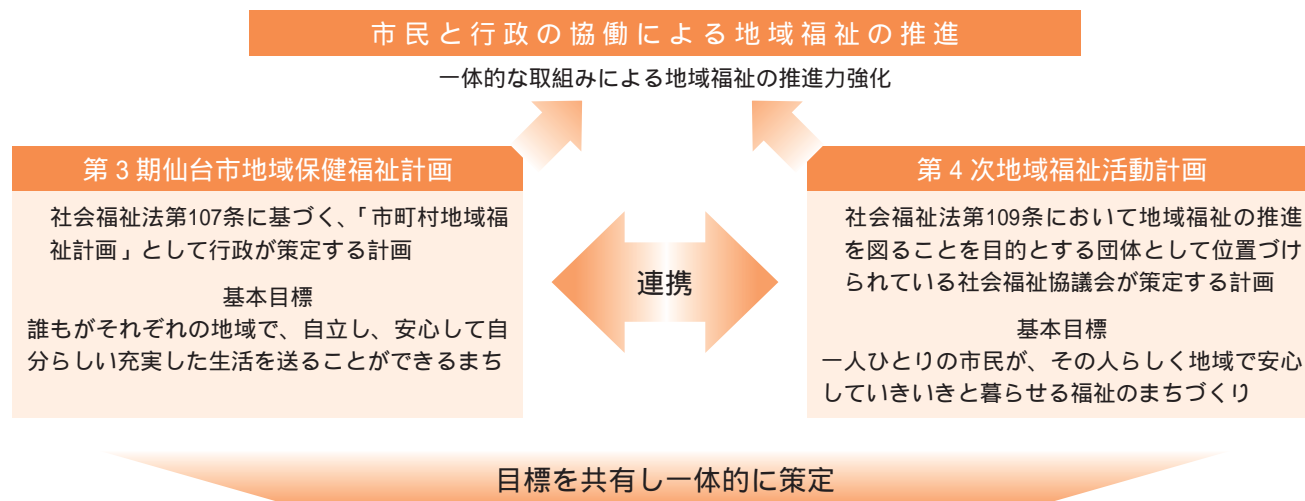 市民と行政の協働による地域福祉の推進
一体的な取組みによる地域福祉の推進力強化
第3期仙台市地域保健福祉計画
社会福祉法第107条に基づく、「市町村地域福
祉計画」として行政が策定する計画
基本目標
誰もがそれぞれの地域で、自立し、安心して自
分らしい充実した生活を送ることができるまち
連携
第4次地域福祉活動計画
社会福祉法第109条において地域福祉の推進
を図ることを目的とする団体として位置づけ
られている社会福祉協議会が策定する計画
基本目標
一人ひとりの市民が、その人らしく地域で安心
していきいきと暮らせる福祉のまちづくり
目標を共有し一体的に策定